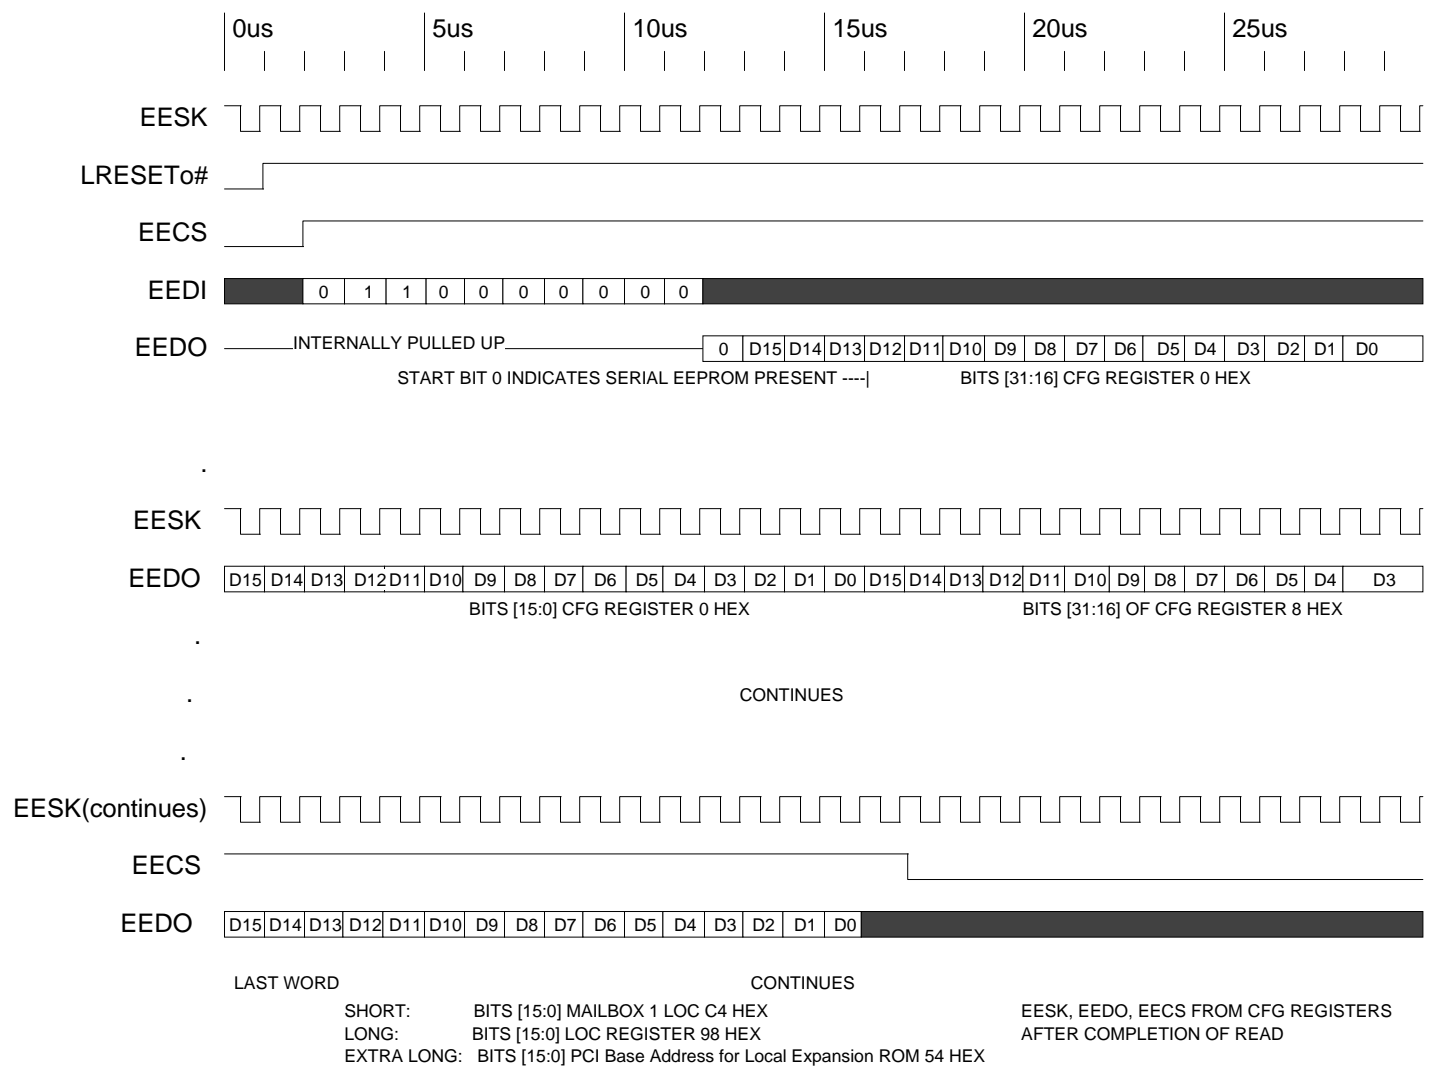 0us 5us 10us 15us 20us 25us
EESK
LRESETo#
EECS
EEDI 0 1 1 0 0 0 0 0 0 0
EEDO INTERNALLY PULLED UP 0 D15 D14 D13 D12 D11 D10 D9 D8 D7 D6 D5 D4 D3 D2 D1 D0
START BIT 0 INDICATES SERIAL EEPROM PRESENT ----| BITS [31:16] CFG REGISTER 0 HEX
.
EESK
EEDO D15 D14 D13 D12 D11 D10 D9 D8 D7 D6 D5 D4 D3 D2 D1 D0 D15 D14 D13 D12 D11 D10 D9 D8 D7 D6 D5 D4 D3
BITS [15:0] CFG REGISTER 0 HEX BITS [31:16] OF CFG REGISTER 8 HEX
.
. CONTINUES
.
EESK(continues)
EECS
EEDO D15 D14 D13 D12 D11 D10 D9 D8 D7 D6 D5 D4 D3 D2 D1 D0
LAST WORD CONTINUES
SHORT: BITS [15:0] MAILBOX 1 LOC C4 HEX EESK, EEDO, EECS FROM CFG REGISTERS
LONG: BITS [15:0] LOC REGISTER 98 HEX AFTER COMPLETION OF READ
EXTRA LONG: BITS [15:0] PCI Base Address for Local Expansion ROM 54 HEX